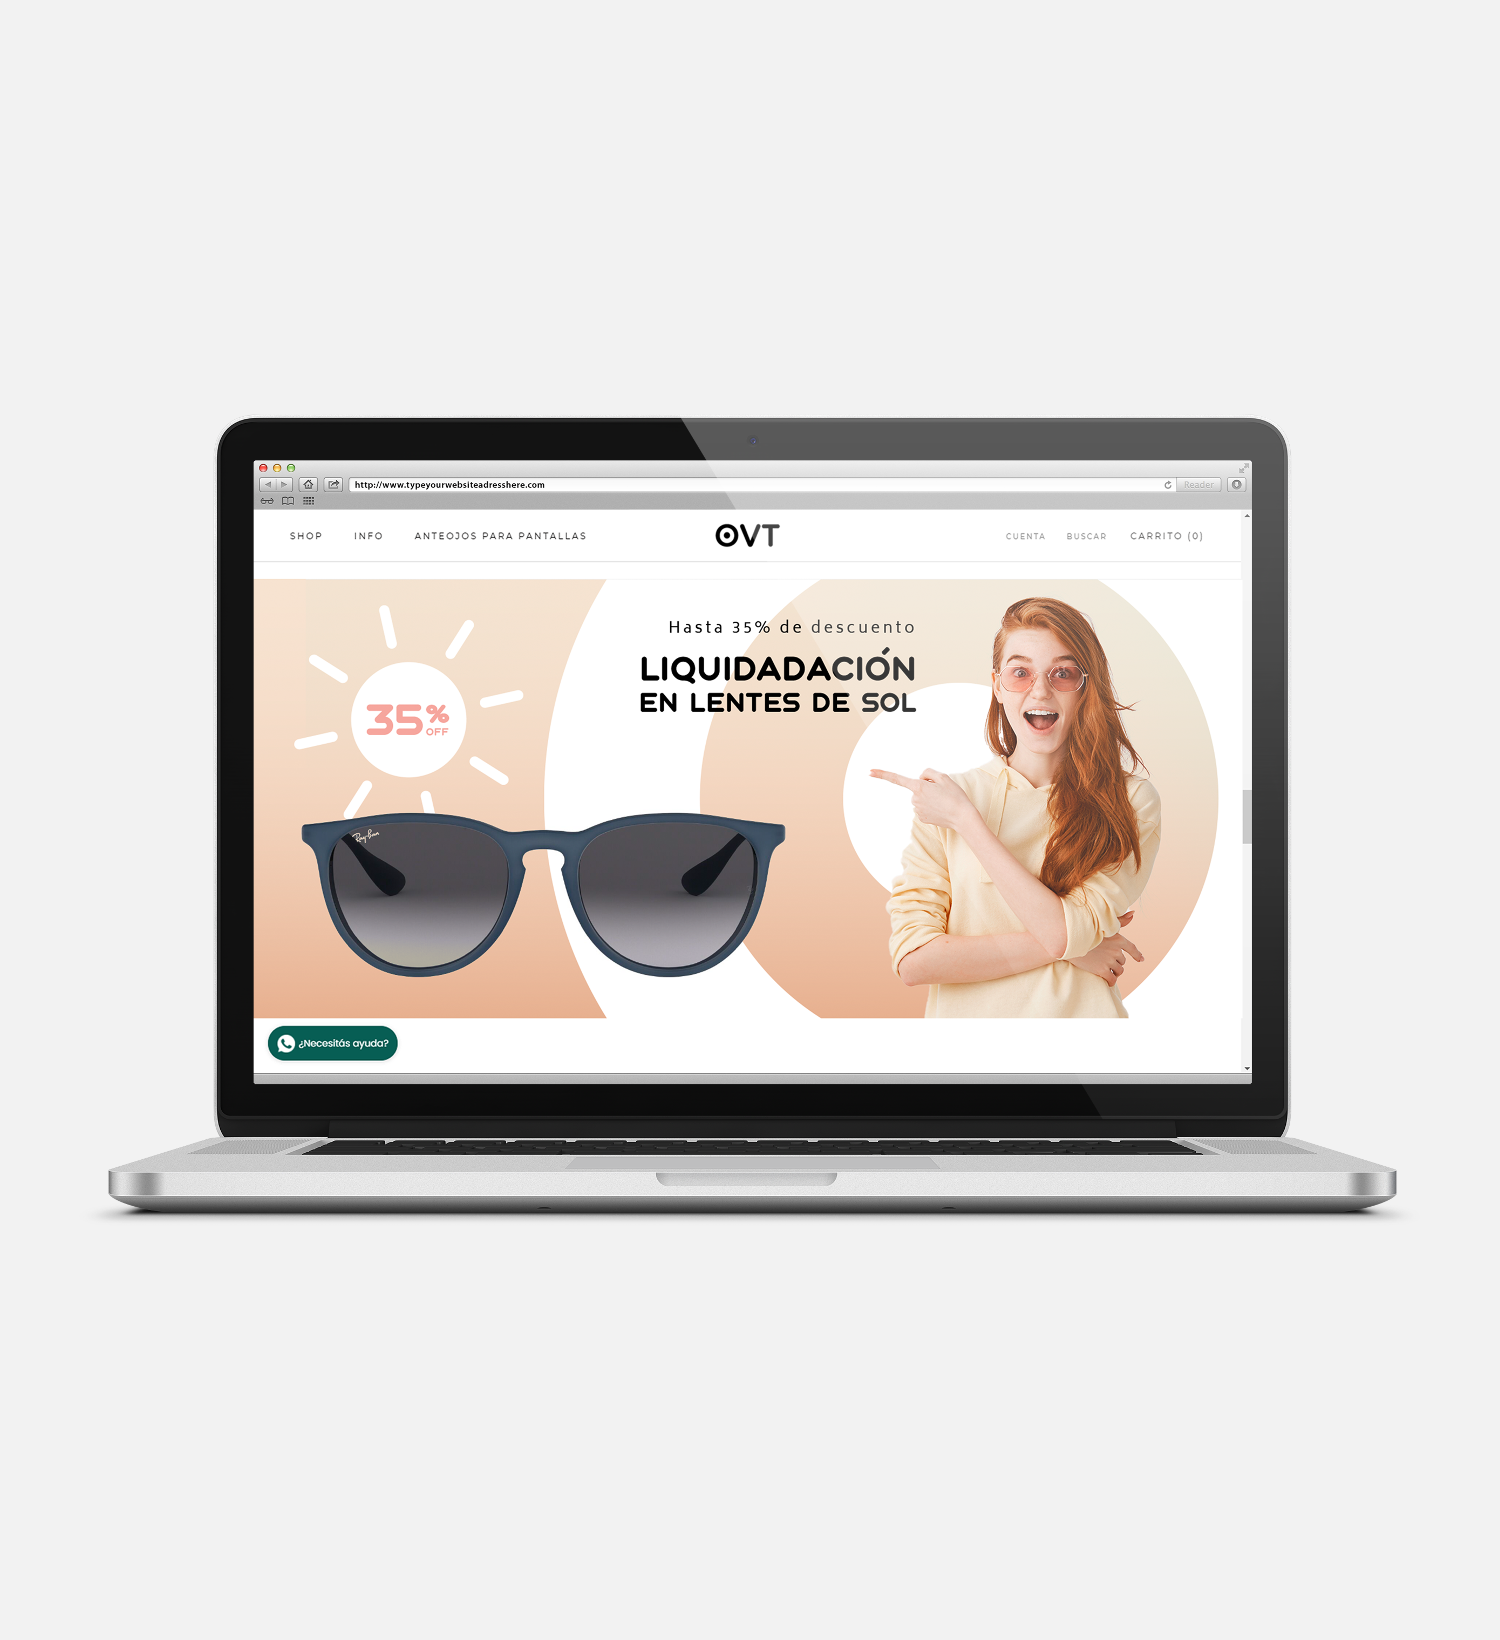 http://www.typeyourwebsiteadresshere.com
Reader
SHOP INFO ANTEOJOS PARA PANTALLAS OVT CUENTA BUSCAR CARRITO (0)
Hasta 35% de descuento
LIQUIDADACIÓN
EN LENTES DE SOL
35%
OFF
Ray-Ban
¿Necesitás ayuda?